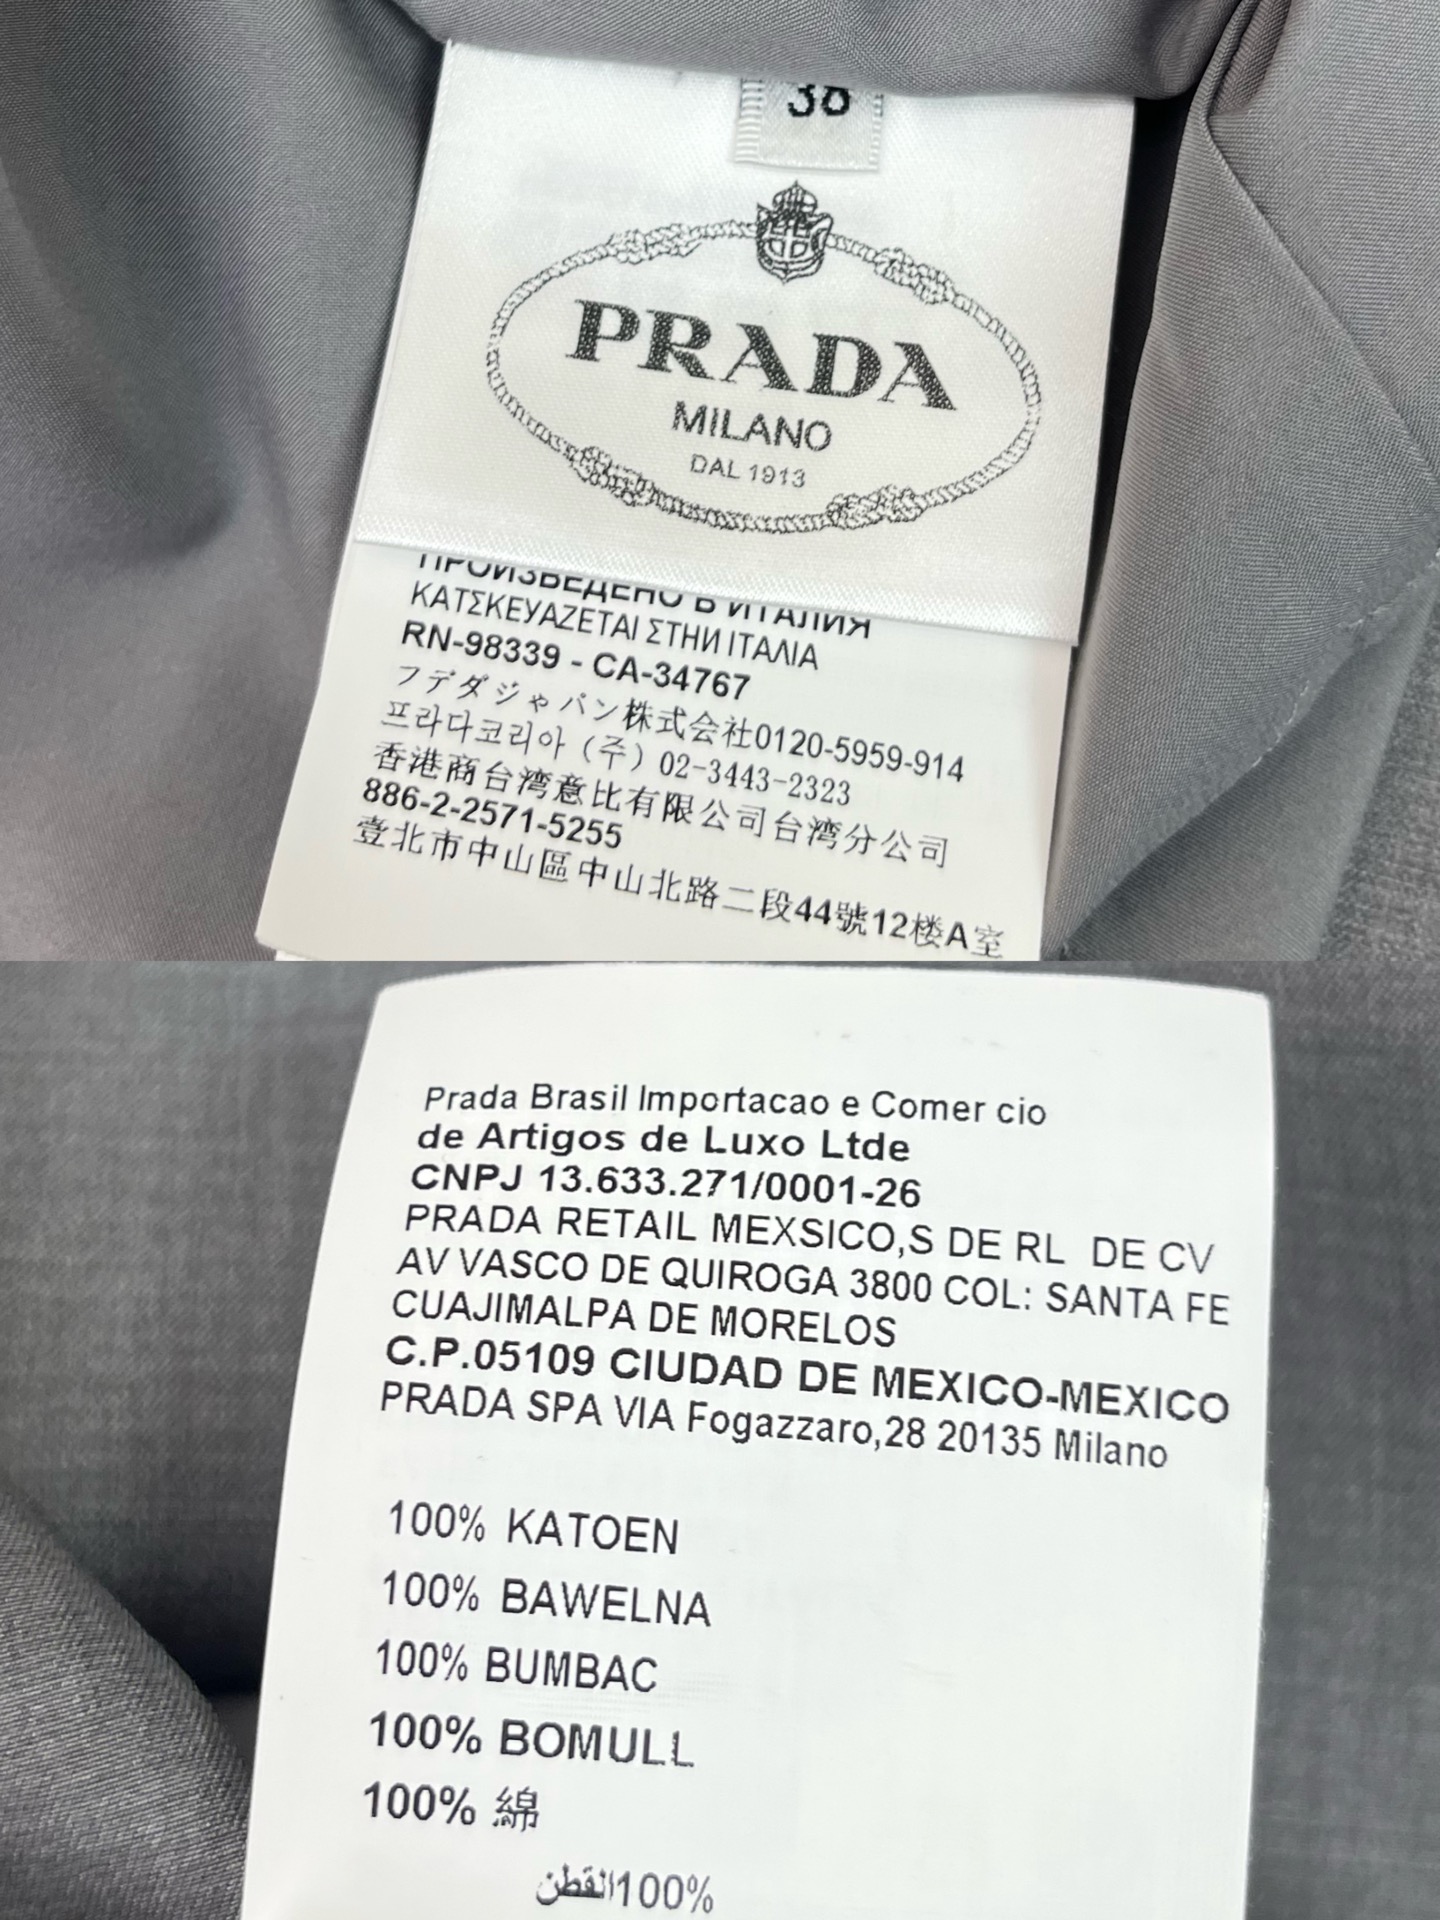 38
PRADA
MILANO
DAL 1913
ПРОИЗВЕДЕНО В ИТАЛИЯ
ΚΑΤΣΚΕУΑΖΕΤΑΙ ΣΤΗИ ΙΤΑΛΙΑ
RN-98339 - CA-34767
フデダジャバン株式会社0120-5959-914
프라다코리아 (주) 02-3443-2323
香港商台湾意比有限公司台湾分公司
886-2-2571-5255
壹北市中山區中山北路二段44號12楼A室
Prada Brasil Importacao e Comer cio
de Artigos de Luxo Ltde
CNPJ 13.633.271/0001-26
PRADA RETAIL MEXSICO,S DE RL DE CV
AV VASCO DE QUIROGA 3800 COL: SANTA FE
CUAJIMALPA DE MORELOS
C.P.05109 CIUDAD DE MEXICO-MEXICO
PRADA SPA VIA Fogazzaro,28 20135 Milano
100% KATOEN
100% BAWELNA
100% BUMBAC
100% BOMULL
100% 綿
100%القطن